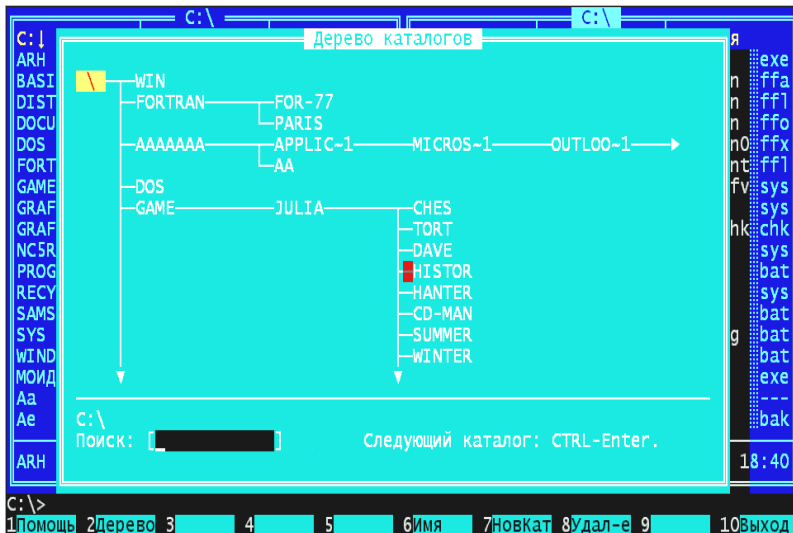 C:\ C:\
C:↓ Дерево каталогов я
ARH exe
BASI \ WIN n ffa
DIST FORTRAN FOR-77 n ffl
DOCU PARIS n ffo
DOS AAAAAAA APPLIC~1 MICROS~1 OUTLOO~1 n0 ffx
FORT AA nt ffl
GAME DOS fv sys
GRAF GAME JULIA CHES sys
GRAF TORT hk chk
NC5R DAVE sys
PROG HISTOR bat
RECY HANTER sys
SAMS CD-MAN bat
SYS SUMMER g bat
WIND WINTER bat
МОИД exe
Aa ---
Ae C:\ bak
Поиск: [ ] Следующий каталог: CTRL-Enter.
ARH 18:40
C:\>
1Помощь 2Дерево 3 4 5 6Имя 7НовКат 8Удал-е 9 10Выход